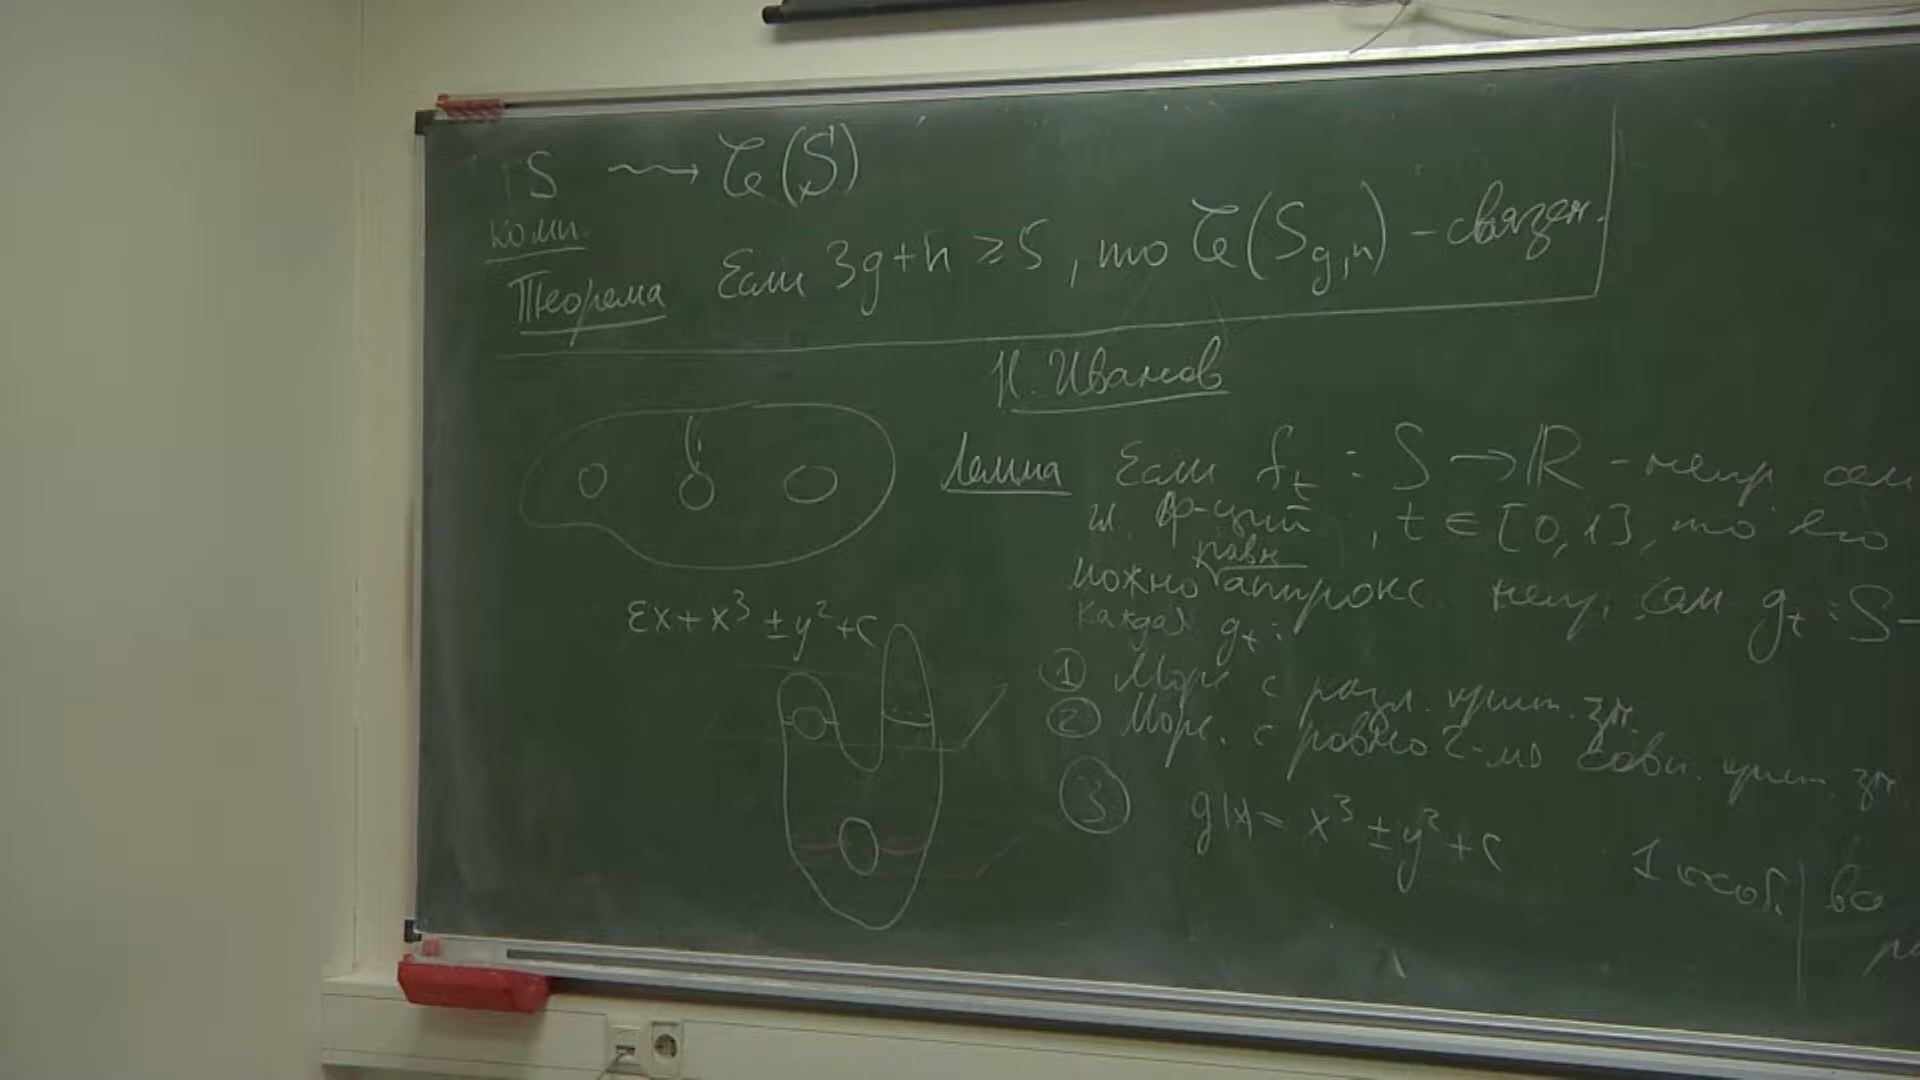 S ⇝ 𝒞(S)
комп.
Теорема Если 3g+n ≥ 5, то 𝒞(S_{g,n}) - связен.
Н. Иванов
Лемма Если f_t : S → ℝ - непр. сем
гл. ф-ций, t ∈ [0,1], то его
равн
можно аппрокс. непр. сем g_t : S -
каждая g_t :
① Морс с разл. крит. зн.
② Морс. с ровно 2-мя совп. крит. зн.
③ g(x) = x³ ± y² + c
1 особ. во
εx + x³ ± y² + c